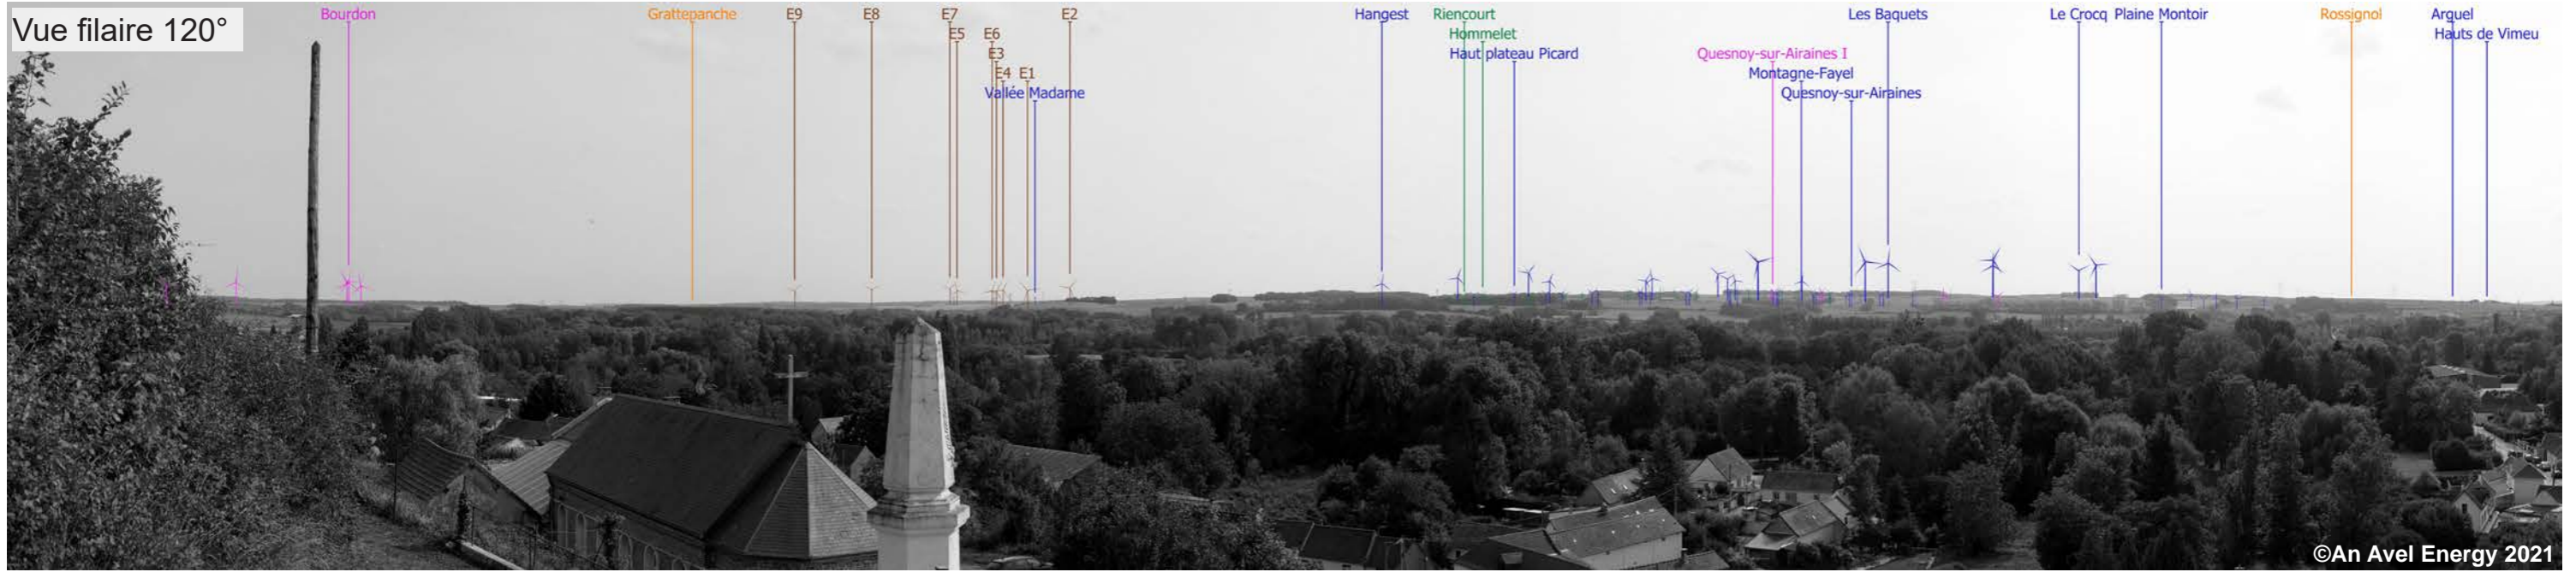 Vue filaire 120°
Bourdon
Grattepanche
E9
E8
E7
E5
E6
E3
E4
E1
Vallée Madame
E2
Hangest
Riencourt
Hommelet
Haut plateau Picard
Quesnoy-sur-Airaines I
Montagne-Fayel
Quesnoy-sur-Airaines
Les Baquets
Le Crocq
Plaine Montoir
Rossignol
Arguel
Hauts de Vimeu
©An Avel Energy 2021